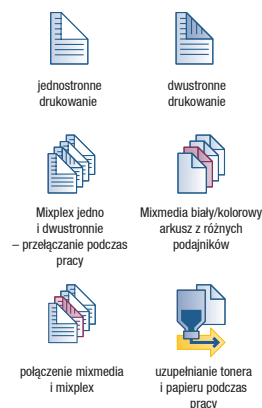 jednostronne
drukowanie
dwustronne
drukowanie
Mixplex jedno
i dwustronnie
– przełączanie podczas
pracy
Mixmedia biały/kolorowy
arkusz z różnych
podajników
połączenie mixmedia
i mixplex
uzupełnianie tonera
i papieru podczas
pracy